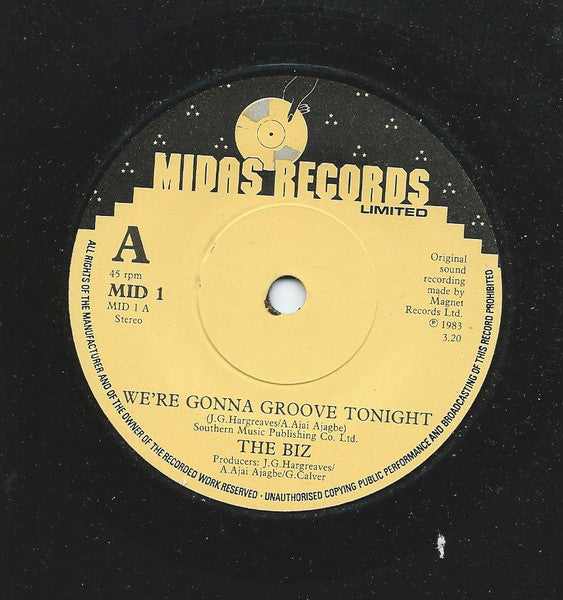 MIDAS RECORDS
LIMITED
A
45 rpm
MID 1
MID 1 A
Stereo
Original
sound
recording
made by
Magnet
Records Ltd.
℗ 1983
3.20
WE'RE GONNA GROOVE TONIGHT
(J.G.Hargreaves/A.Ajai Ajagbe)
Southern Music Publishing Co. Ltd.
THE BIZ
Producers: J.G.Hargreaves/
A.Ajai Ajagbe/G.Calver
ALL RIGHTS OF THE MANUFACTURER AND OF THE OWNER OF THE RECORDED WORK RESERVED - UNAUTHORISED COPYING PUBLIC PERFORMANCE AND BROADCASTING OF THIS RECORD PROHIBITED